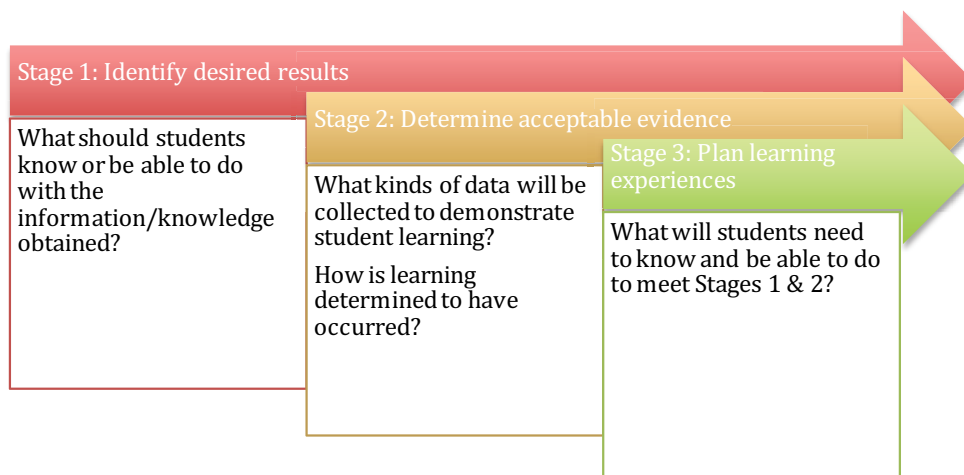 Stage 1: Identify desired results
What should students
know or be able to do
with the
information/knowledge
obtained?
Stage 2: Determine acceptable evidence
What kinds of data will be
collected to demonstrate
student learning?
How is learning
determined to have
occurred?
Stage 3: Plan learning
experiences
What will students need
to know and be able to do
to meet Stages 1 & 2?